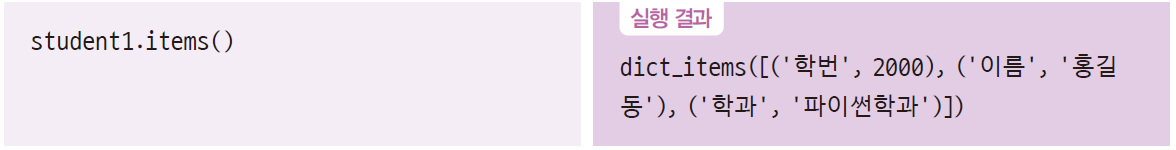 student1.items()
실행 결과
dict_items([('학번', 2000), ('이름', '홍길
동'), ('학과', '파이썬학과')])